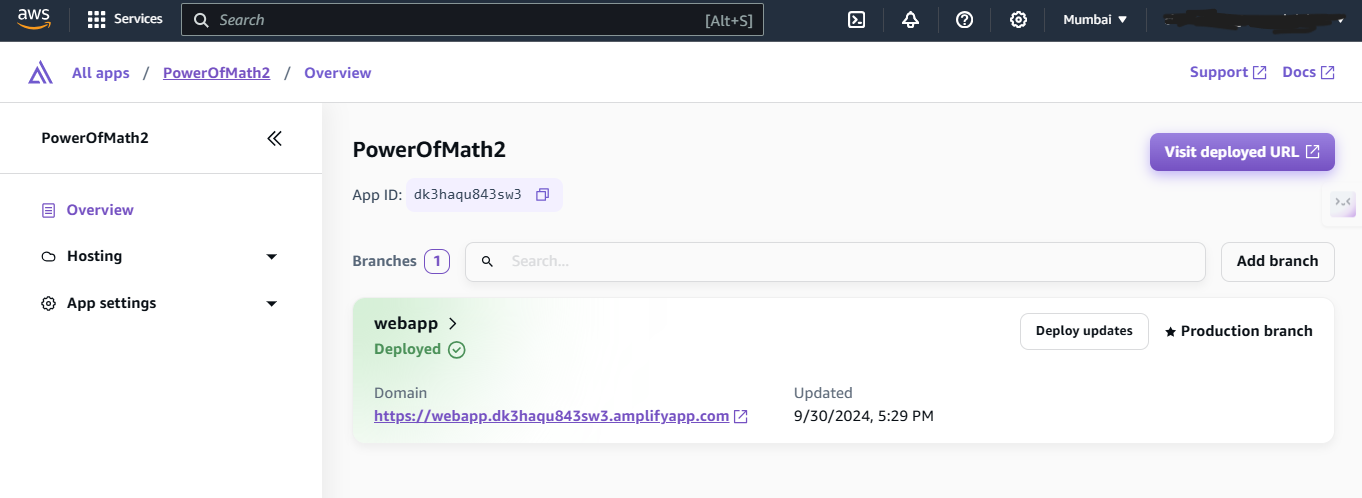 aws Services Search [Alt+S] Mumbai
All apps / PowerOfMath2 / Overview Support Docs
PowerOfMath2
Overview
Hosting
App settings
PowerOfMath2
Visit deployed URL
App ID: dk3haqu843sw3
Branches 1 Search... Add branch
webapp
Deployed
Deploy updates Production branch
Domain Updated
https://webapp.dk3haqu843sw3.amplifyapp.com 9/30/2024, 5:29 PM